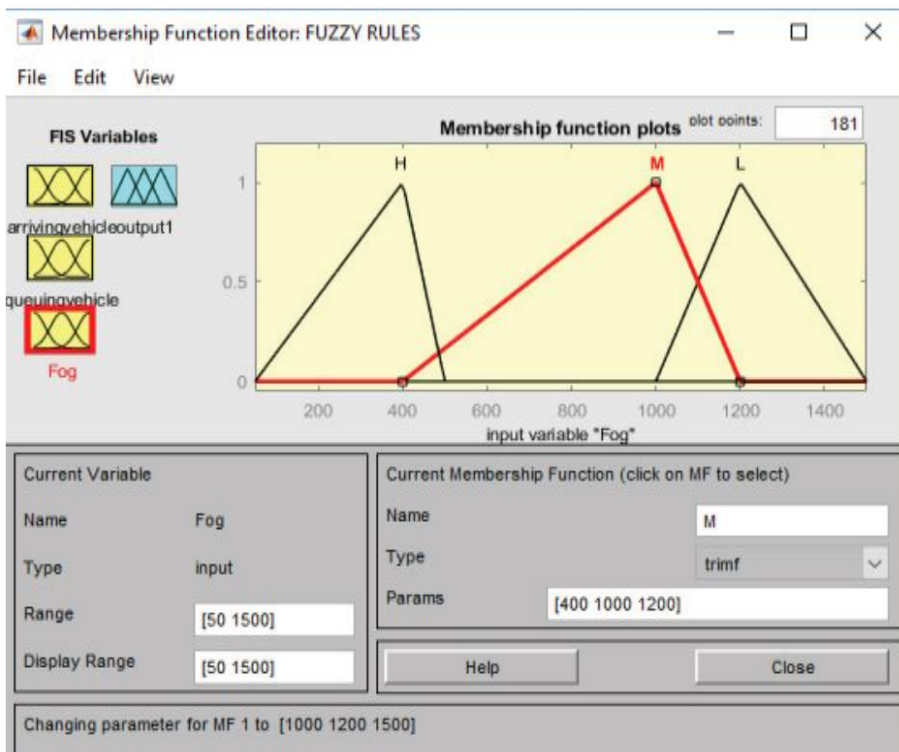 Membership Function Editor: FUZZY RULES
File Edit View
FIS Variables
Membership function plots plot points: 181
H M L
arrivingvehicleoutput1
queuingvehicle
Fog
1
0.5
0
200 400 600 800 1000 1200 1400
input variable "Fog"
Current Variable
Name Fog
Type input
Range [50 1500]
Display Range [50 1500]
Current Membership Function (click on MF to select)
Name M
Type trimf
Params [400 1000 1200]
Help Close
Changing parameter for MF 1 to [1000 1200 1500]